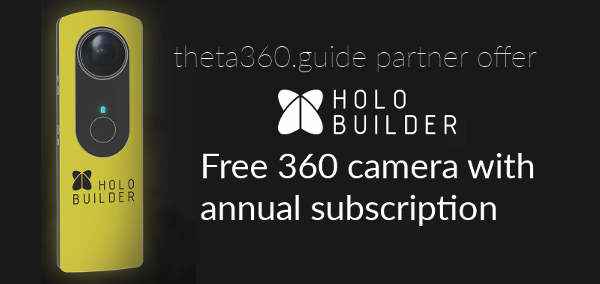 theta360.guide partner offer
HOLO
BUILDER
Free 360 camera with
annual subscription
HOLO
BUILDER